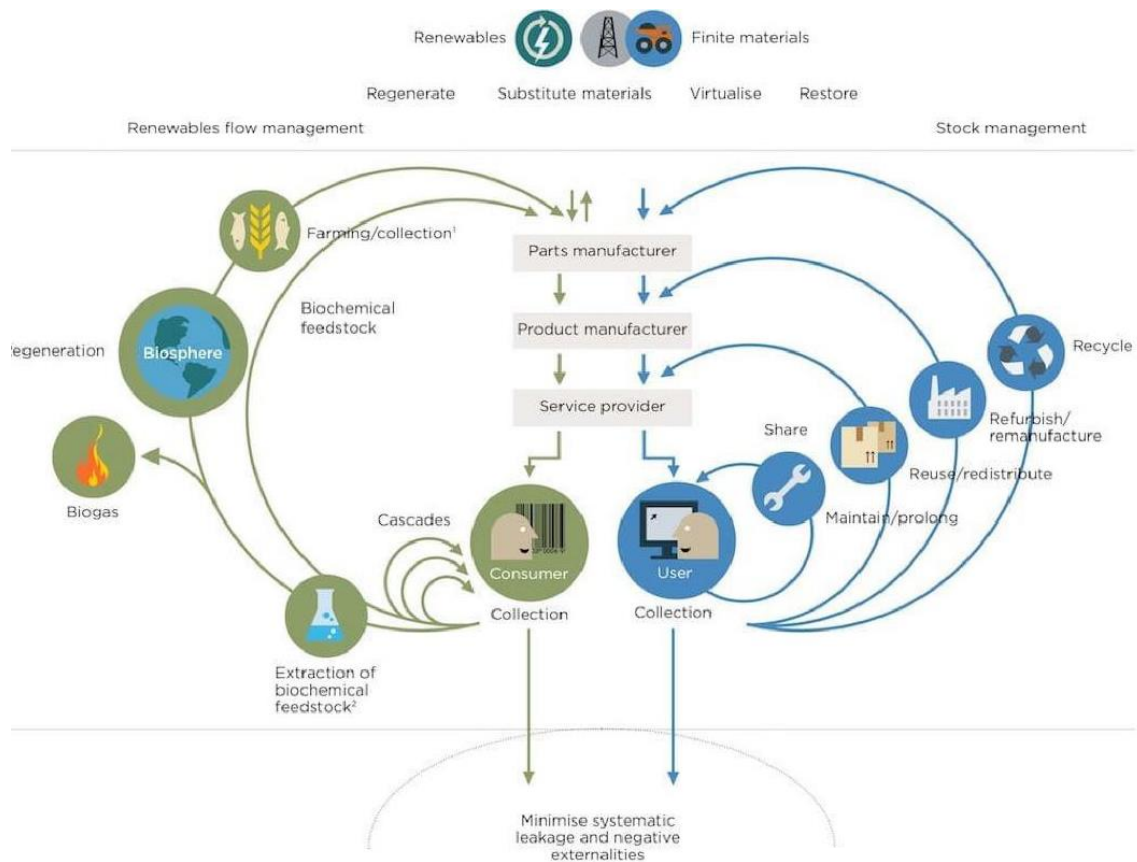 Renewables
Finite materials
Regenerate
Substitute materials
Virtualise
Restore
Renewables flow management
Stock management
Farming/collection¹
Parts manufacturer
Biochemical
feedstock
Product manufacturer
egeneration
Biosphere
Recycle
Service provider
Share
Refurbish/
remanufacture
Reuse/redistribute
Biogas
Cascades
Maintain/prolong
Consumer
User
Collection
Collection
Extraction of
biochemical
feedstock²
Minimise systematic
leakage and negative
externalities